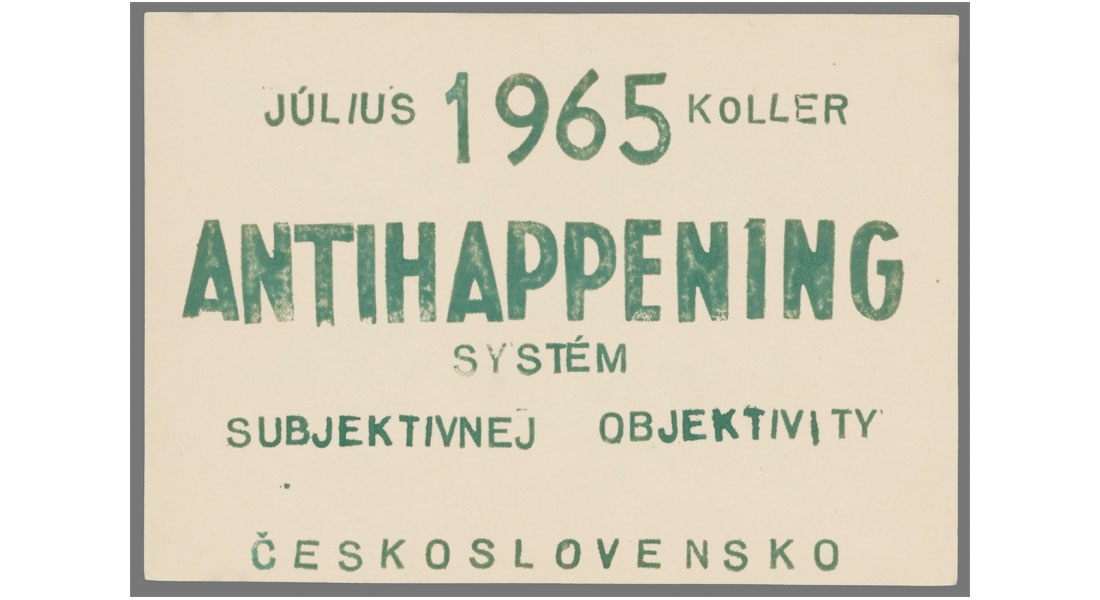 JÚLIUS 1965 KOLLER
ANTIHAPPENING
SYSTÉM
SUBJEKTIVNEJ OBJEKTIVITY
ČESKOSLOVENSKO